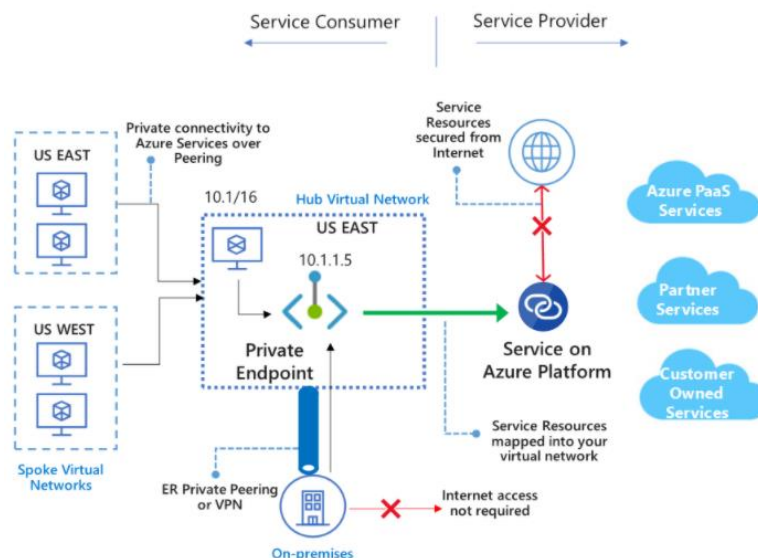 Service Consumer
Service Provider
Private connectivity to
Azure Services over
Peering
Service
Resources
secured from
Internet
US EAST
10.1/16
Hub Virtual Network
US EAST
10.1.1.5
Azure PaaS
Services
US WEST
Private
Endpoint
Service on
Azure Platform
Partner
Services
Customer
Owned
Services
Service Resources
mapped into your
virtual network
Spoke Virtual
Networks
ER Private Peering
or VPN
Internet access
not required
On-premises